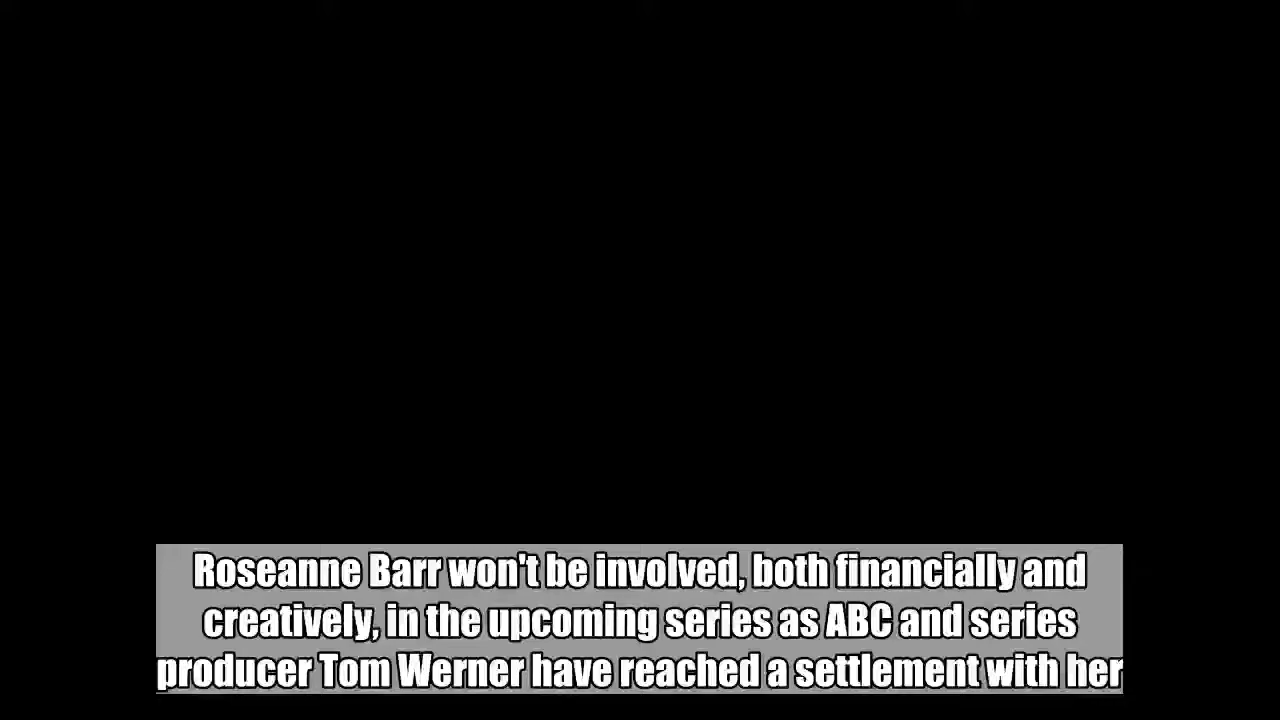 Roseanne Barr won't be involved, both financially and
creatively, in the upcoming series as ABC and series
producer Tom Werner have reached a settlement with her